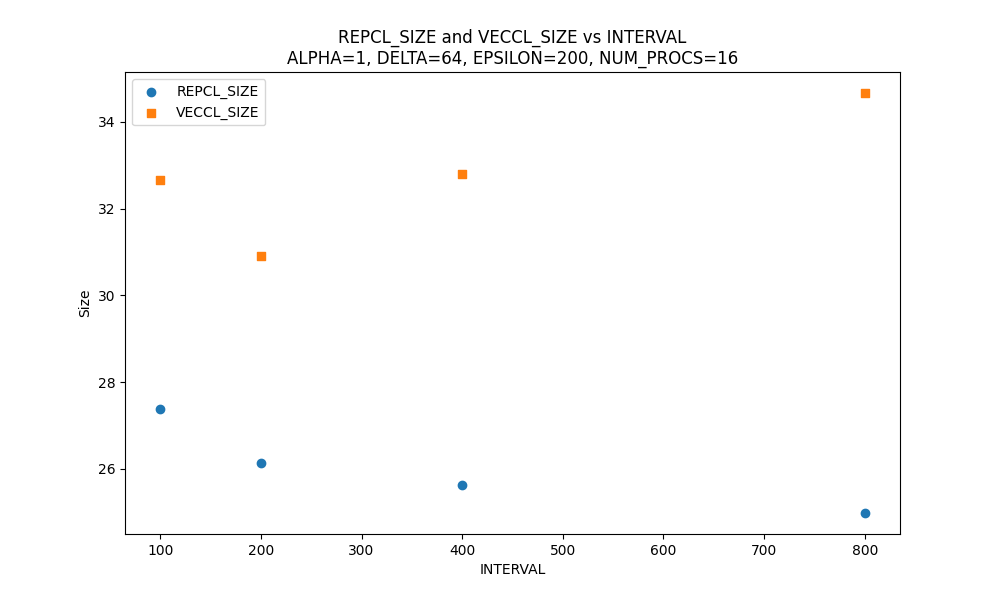 REPCL_SIZE and VECCL_SIZE vs INTERVAL
ALPHA=1, DELTA=64, EPSILON=200, NUM_PROCS=16
REPCL_SIZE
VECCL_SIZE
Size
34
32
30
28
26
100 200 300 400 500 600 700 800
INTERVAL